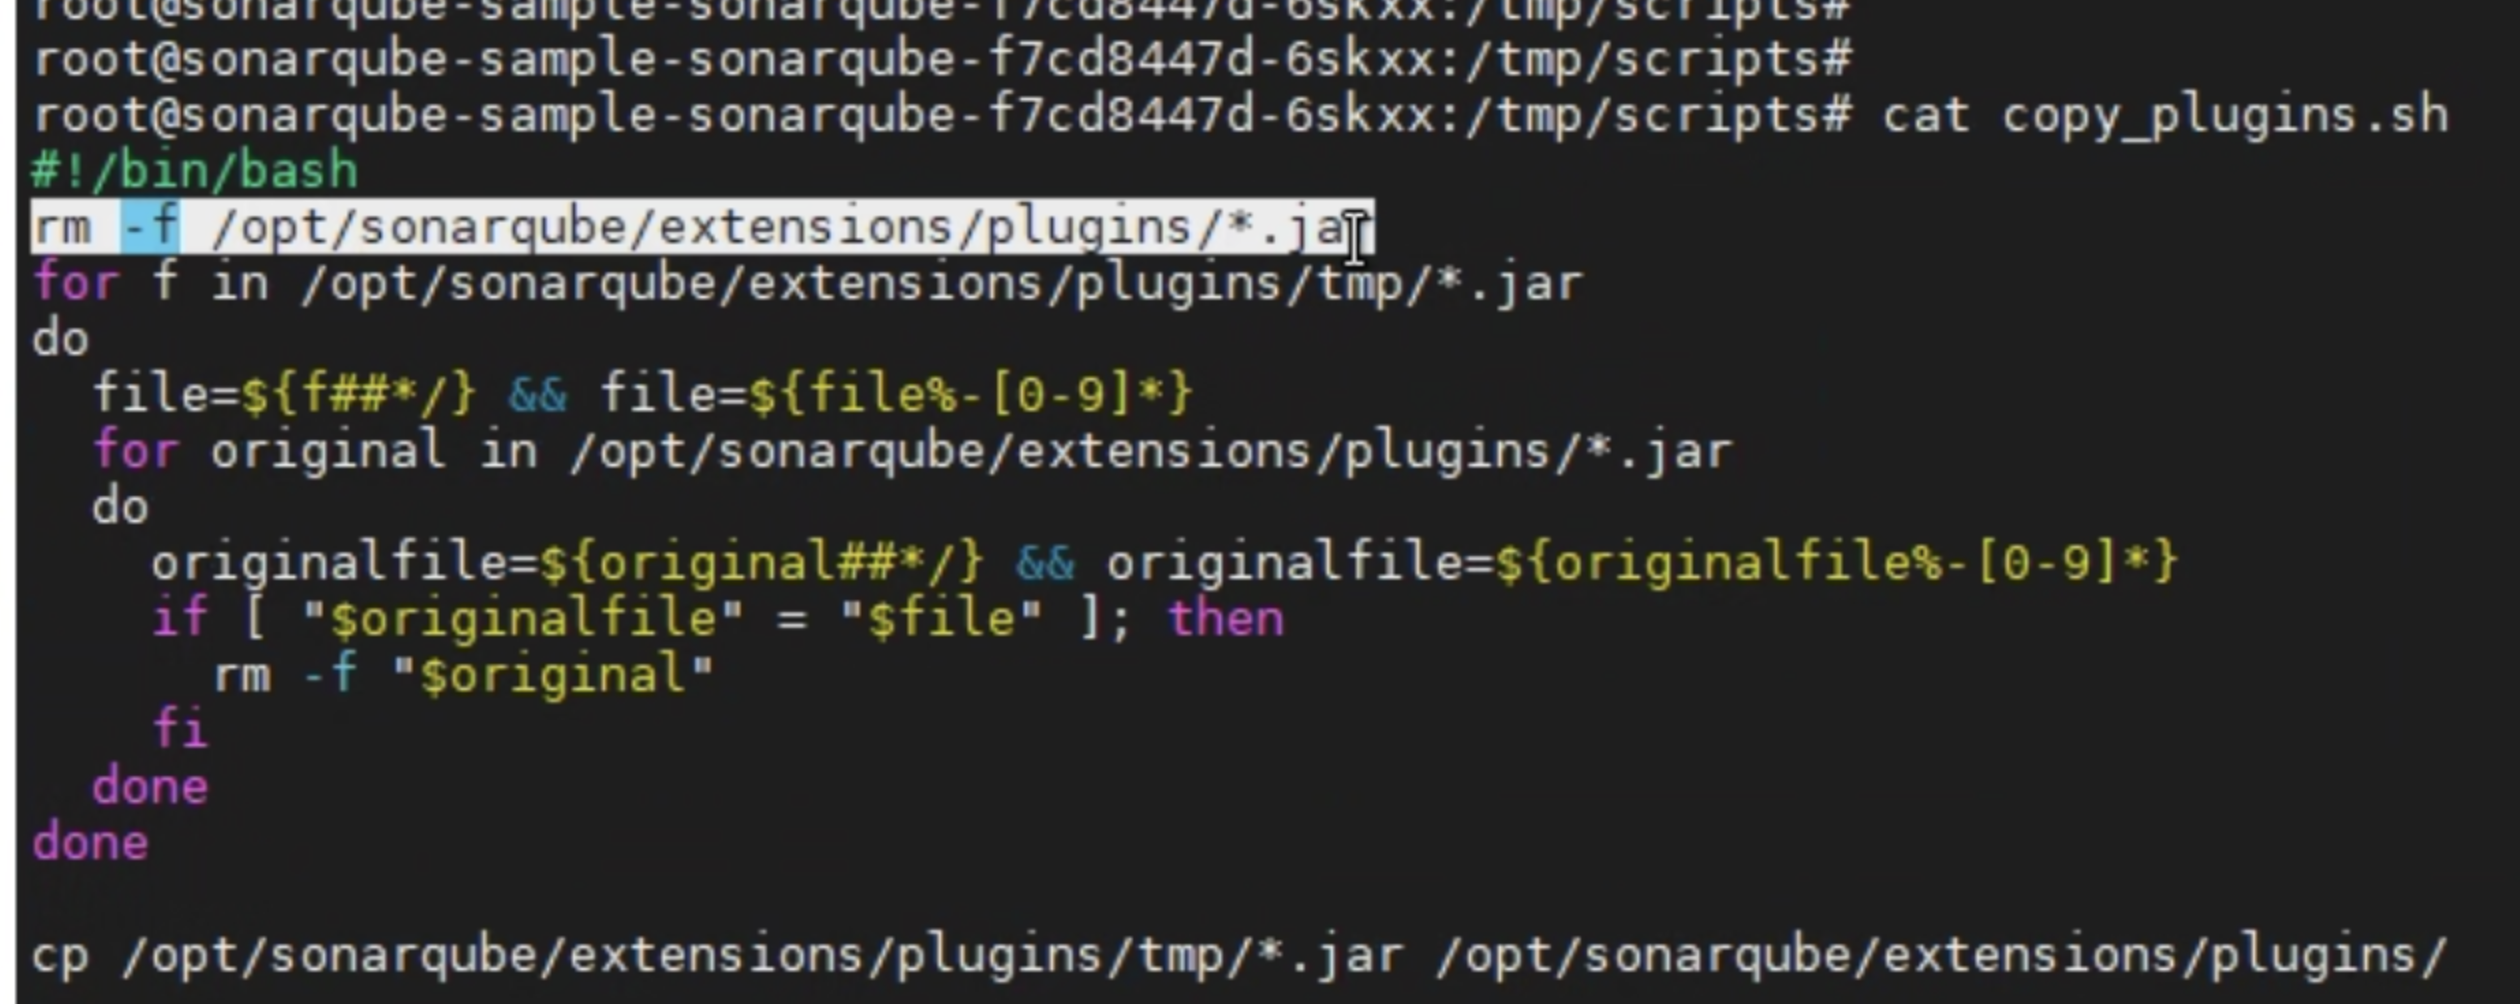 root@sonarqube-sample-sonarqube-f7cd8447d-6skxx:/tmp/scripts#
root@sonarqube-sample-sonarqube-f7cd8447d-6skxx:/tmp/scripts#
root@sonarqube-sample-sonarqube-f7cd8447d-6skxx:/tmp/scripts# cat copy_plugins.sh
#!/bin/bash
rm -f /opt/sonarqube/extensions/plugins/*.jar
for f in /opt/sonarqube/extensions/plugins/tmp/*.jar
do
  file=${f##*/} && file=${file%-[0-9]*}
  for original in /opt/sonarqube/extensions/plugins/*.jar
  do
    originalfile=${original##*/} && originalfile=${originalfile%-[0-9]*}
    if [ "$originalfile" = "$file" ]; then
      rm -f "$original"
    fi
  done
done
cp /opt/sonarqube/extensions/plugins/tmp/*.jar /opt/sonarqube/extensions/plugins/